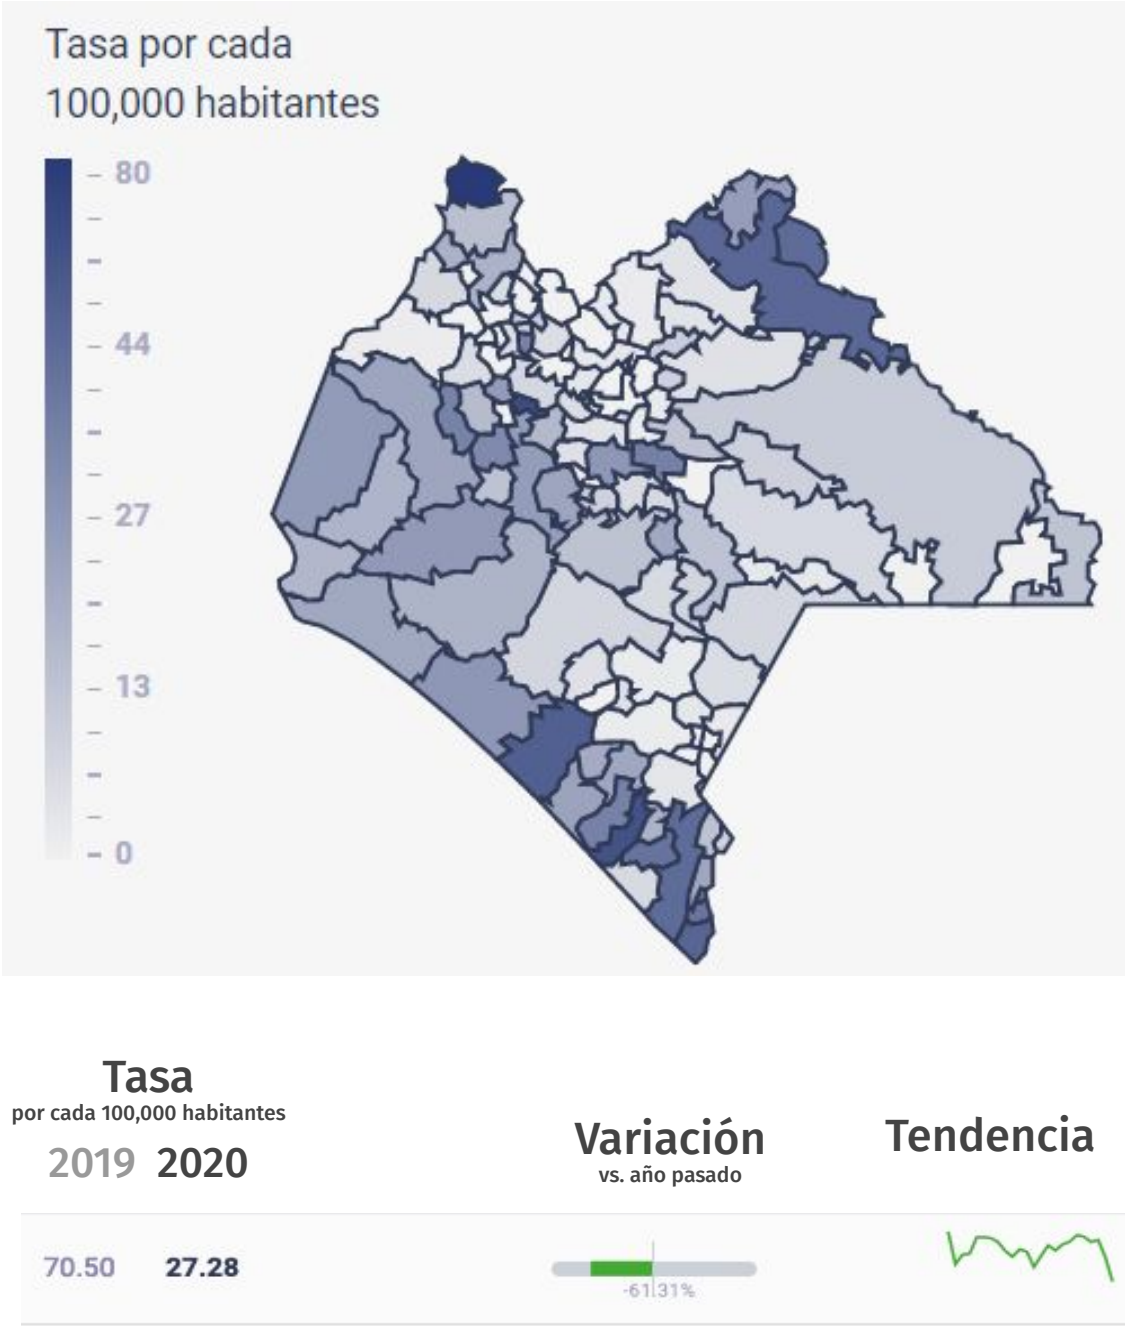 Tasa por cada
100,000 habitantes
80
44
27
13
0
Tasa
por cada 100,000 habitantes
2019 2020
Variación
vs. año pasado
Tendencia
70.50 27.28
-61.31%